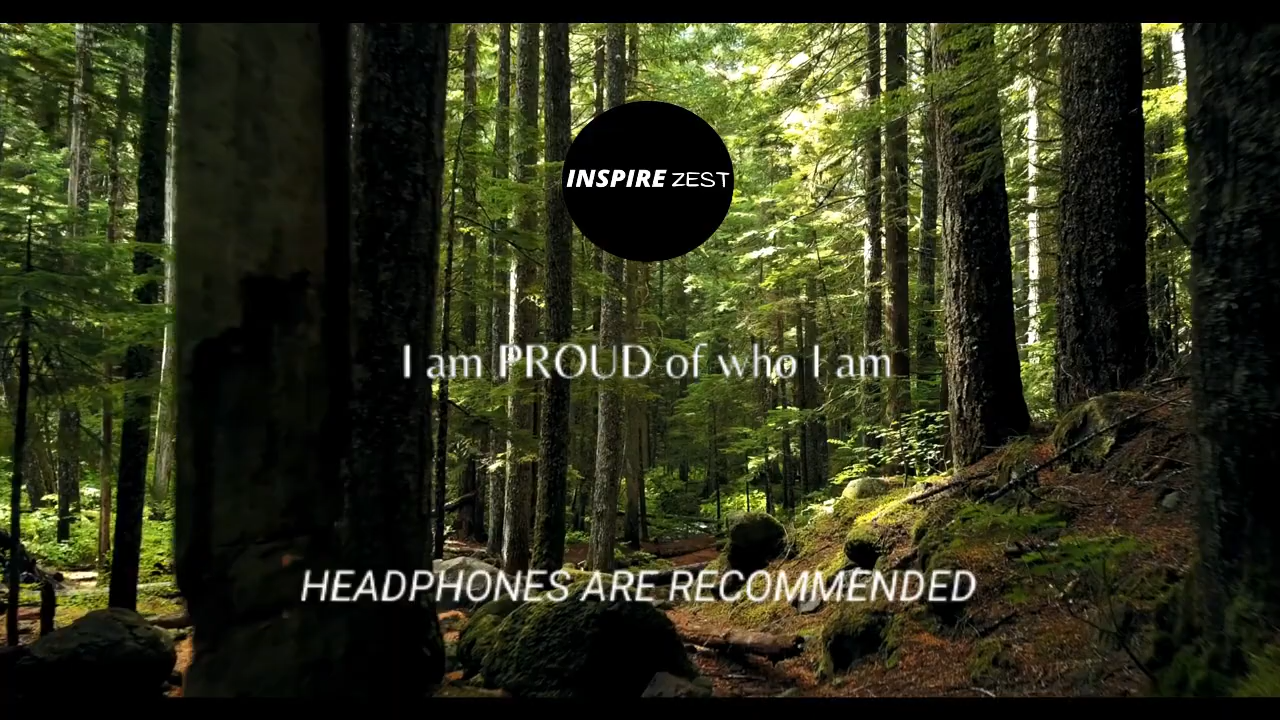 INSPIRE ZEST
I am PROUD of who I am
HEADPHONES ARE RECOMMENDED